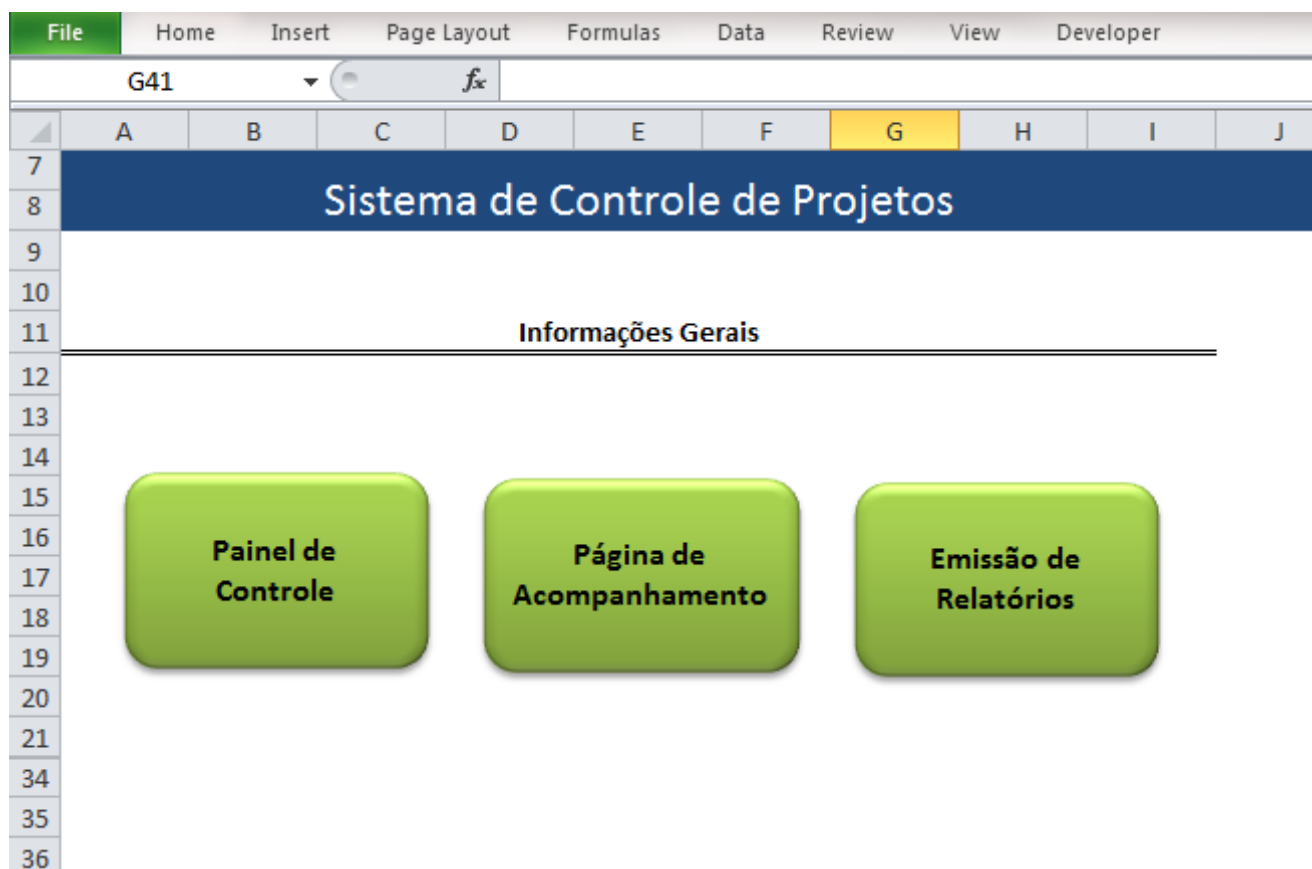 File Home Insert Page Layout Formulas Data Review View Developer
G41 fx
A B C D E F G H I J
7
8 Sistema de Controle de Projetos
9
10
11 Informações Gerais
12
13
14
15
16 Painel de Página de Emissão de
17 Controle Acompanhamento Relatórios
18
19
20
21
34
35
36